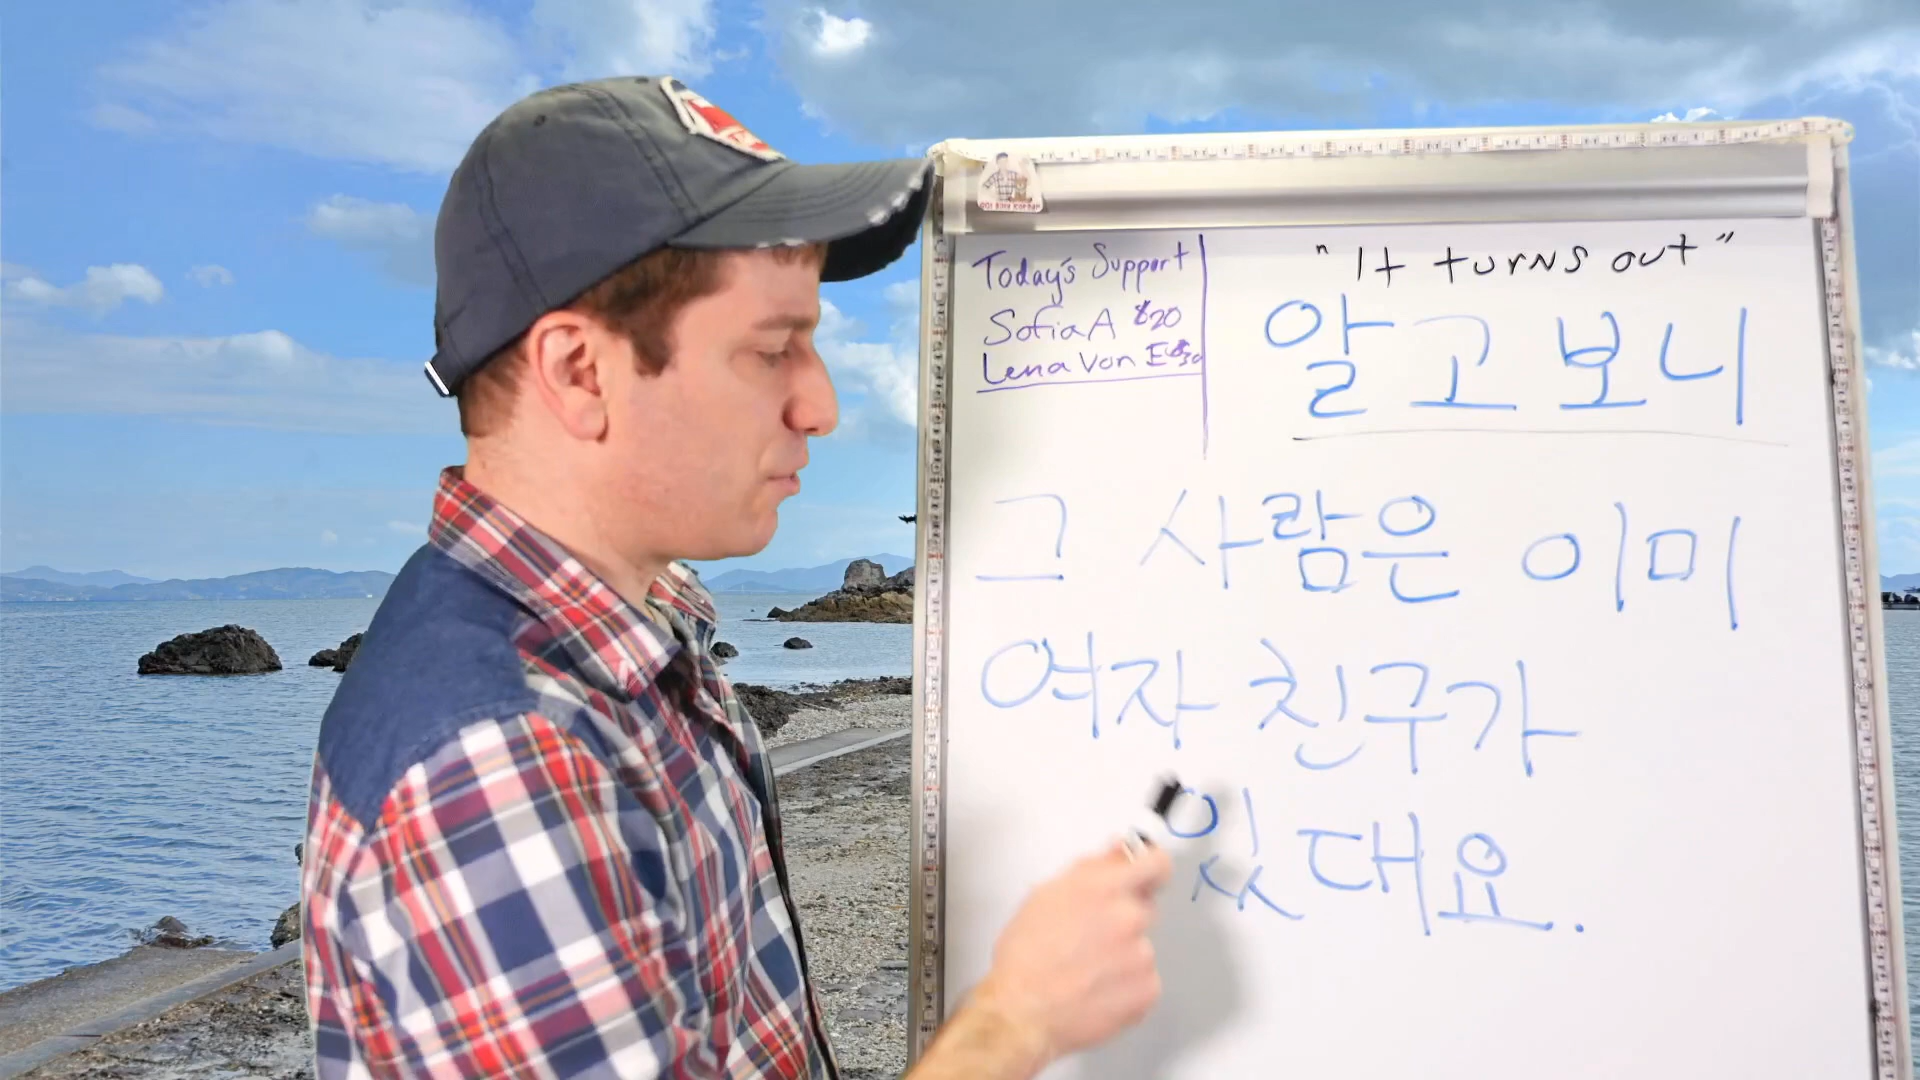 Today's Support
Sofia A $20
Lena Von
"It turns out"
알고보니
그 사람은 이미
여자 친구가
있대요.